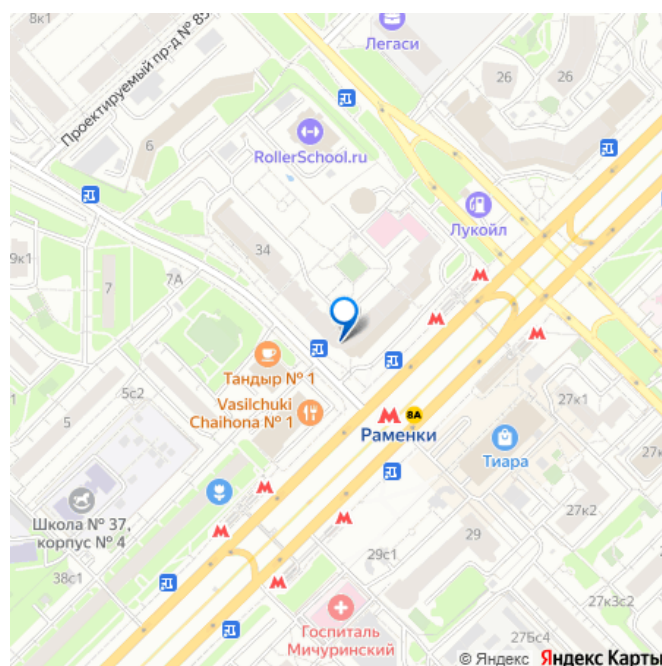 8к1
Проектируемый пр-д № 85
Легаси
26
26
6
RollerSchool.ru
Лукойл
34
9к1
7А
7
Тандыр № 1
5с2
Vasilchuki
Chaihona № 1
5
8А
Раменки
27к1
27к
Тиара
Школа № 37,
корпус № 4
27к2
29
38с1
29с1
27к3с2
Госпиталь
Мичуринский
27Бс4
© Яндекс Яндекс Карты